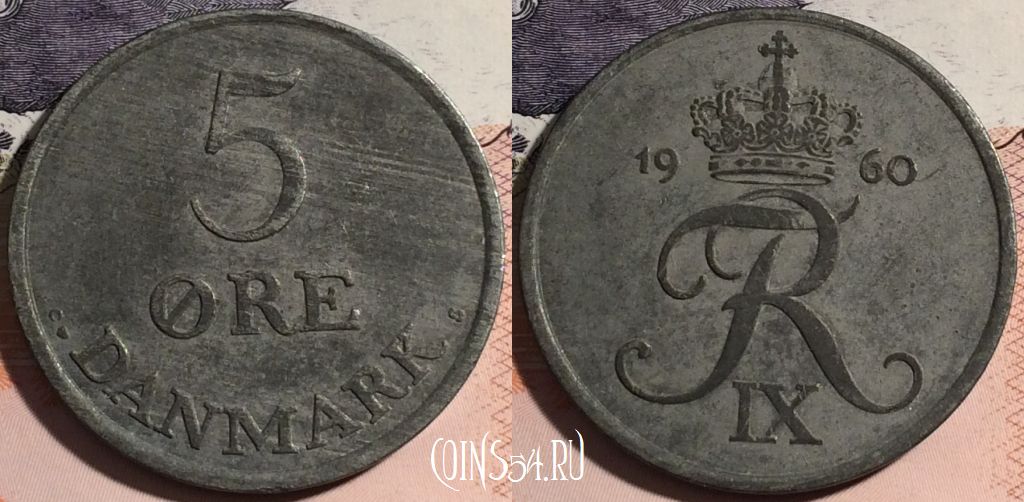 5
ØRE
DANMARK
19 60
R
IX
COINS54.RU